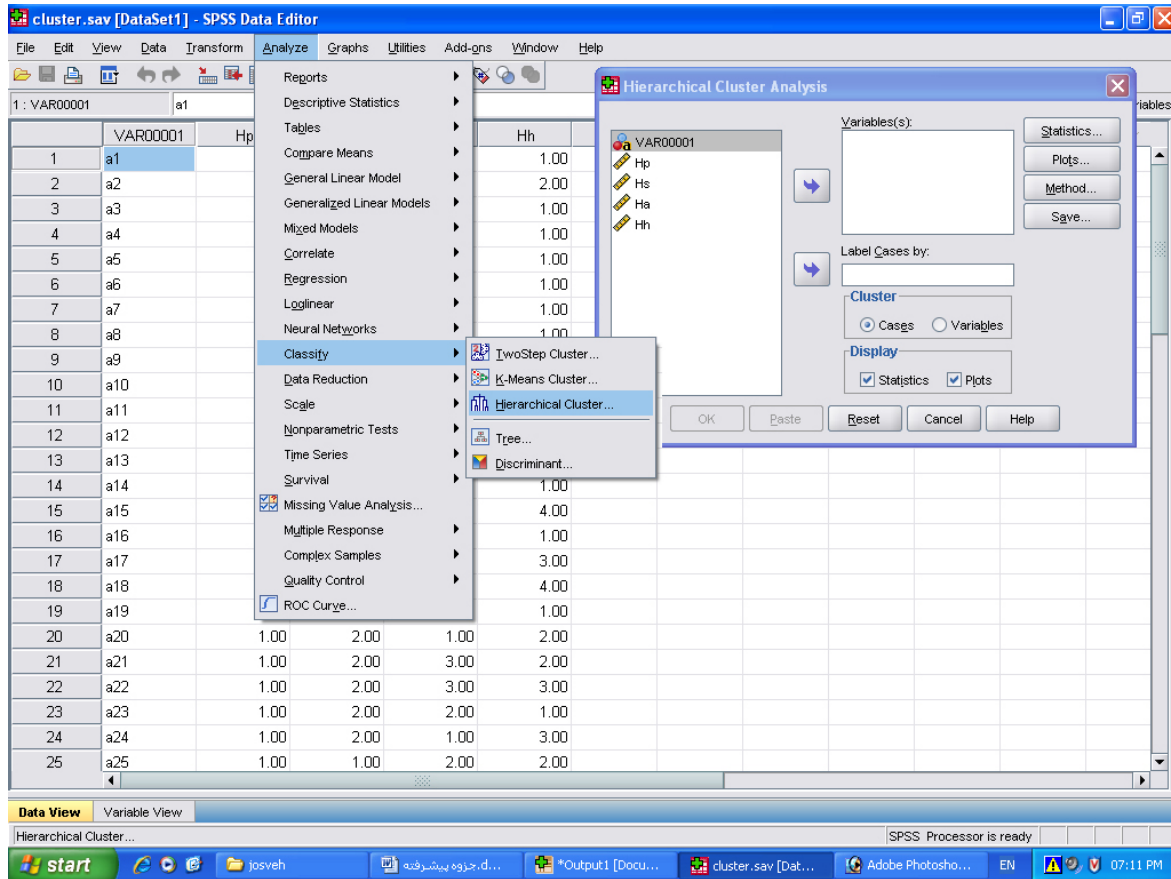 cluster.sav [DataSet1] - SPSS Data Editor
File Edit View Data Transform Analyze Graphs Utilities Add-ons Window Help
1 : VAR00001 a1 riables
VAR00001 Hp Hh
1 a1 1.00
2 a2 2.00
3 a3 1.00
4 a4 1.00
5 a5 1.00
6 a6 1.00
7 a7 1.00
8 a8 1.00
9 a9
10 a10
11 a11
12 a12
13 a13
14 a14 1.00
15 a15 4.00
16 a16 1.00
17 a17 3.00
18 a18 4.00
19 a19 1.00
20 a20 1.00 2.00 1.00 2.00
21 a21 1.00 2.00 3.00 2.00
22 a22 1.00 2.00 3.00 3.00
23 a23 1.00 2.00 2.00 1.00
24 a24 1.00 2.00 1.00 3.00
25 a25 1.00 1.00 2.00 2.00
Reports
Descriptive Statistics
Tables
Compare Means
General Linear Model
Generalized Linear Models
Mixed Models
Correlate
Regression
Loglinear
Neural Networks
Classify
Data Reduction
Scale
Nonparametric Tests
Time Series
Survival
Missing Value Analysis...
Multiple Response
Complex Samples
Quality Control
ROC Curve...
TwoStep Cluster...
K-Means Cluster...
Hierarchical Cluster...
Tree...
Discriminant...
Hierarchical Cluster Analysis
VAR00001
Hp
Hs
Ha
Hh
Variables(s):
Label Cases by:
Cluster
Cases Variables
Display
Statistics Plots
Statistics...
Plots...
Method...
Save...
OK Paste Reset Cancel Help
Data View Variable View
Hierarchical Cluster... SPSS Processor is ready
start josveh جزوه پیشرفته.d... *Output1 [Docu... cluster.sav [Dat... Adobe Photosho... EN 07:11 PM